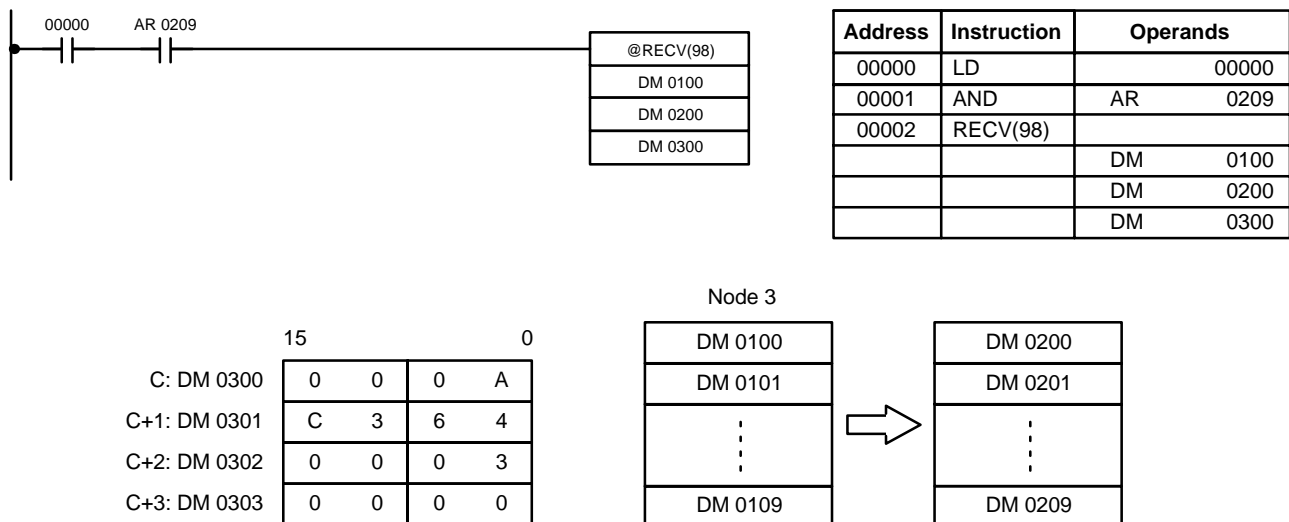 00000 AR 0209
@RECV(98)
DM 0100
DM 0200
DM 0300
Address Instruction Operands
00000 LD 00000
00001 AND AR 0209
00002 RECV(98)
DM 0100
DM 0200
DM 0300
15 0
C: DM 0300 0 0 0 A
C+1: DM 0301 C 3 6 4
C+2: DM 0302 0 0 0 3
C+3: DM 0303 0 0 0 0
Node 3
DM 0100
DM 0101
DM 0109
DM 0200
DM 0201
DM 0209